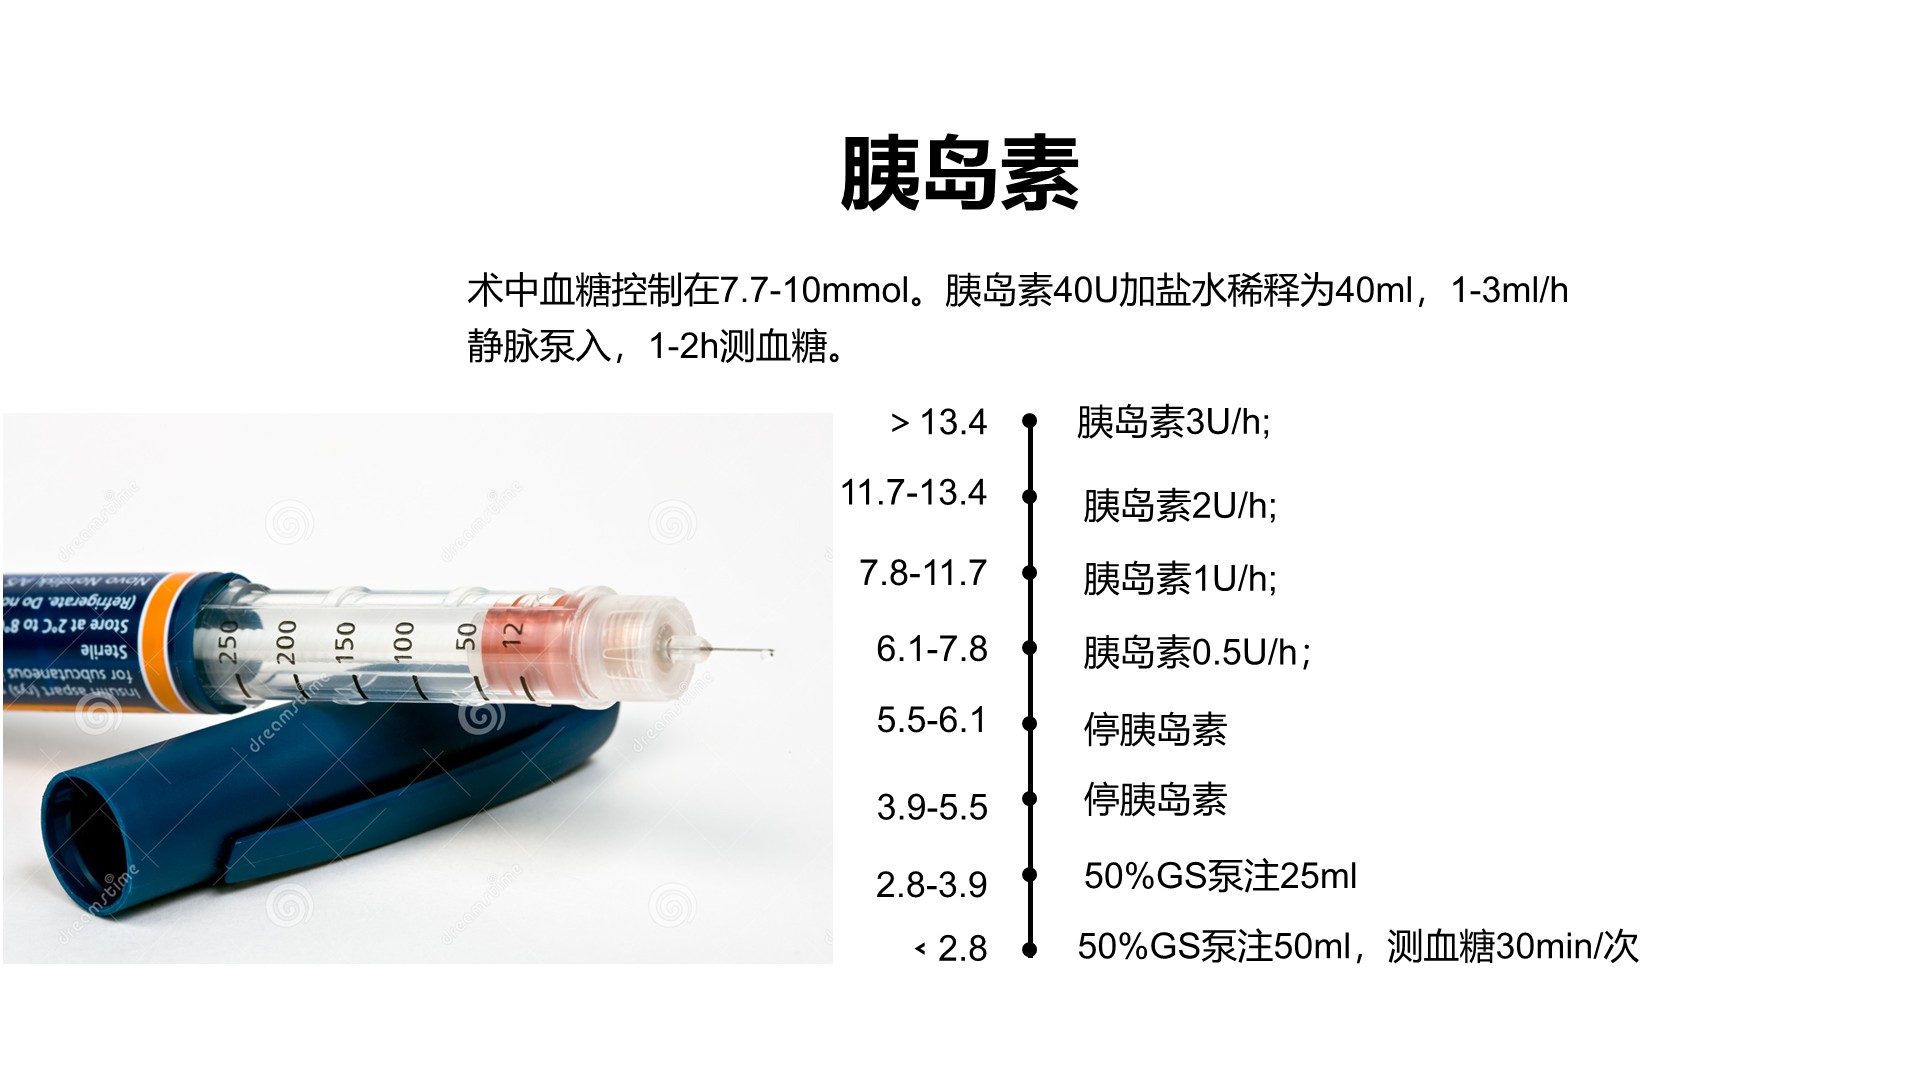 胰岛素
术中血糖控制在7.7-10mmol。胰岛素40U加盐水稀释为40ml，1-3ml/h
静脉泵入，1-2h测血糖。
> 13.4 胰岛素3U/h;
11.7-13.4 胰岛素2U/h;
7.8-11.7 胰岛素1U/h;
6.1-7.8 胰岛素0.5U/h；
5.5-6.1 停胰岛素
3.9-5.5 停胰岛素
2.8-3.9 50%GS泵注25ml
< 2.8 50%GS泵注50ml，测血糖30min/次
250 200 150 100 50 12
Insulin aspart
for subcutaneous
Sterile
Store at 2°C to 8°
(Refrigerate. Do
Novo Nordisk A/S
dreamstime
dreamstime
dreamstime
dreamstime
dreamstime
dreamstime